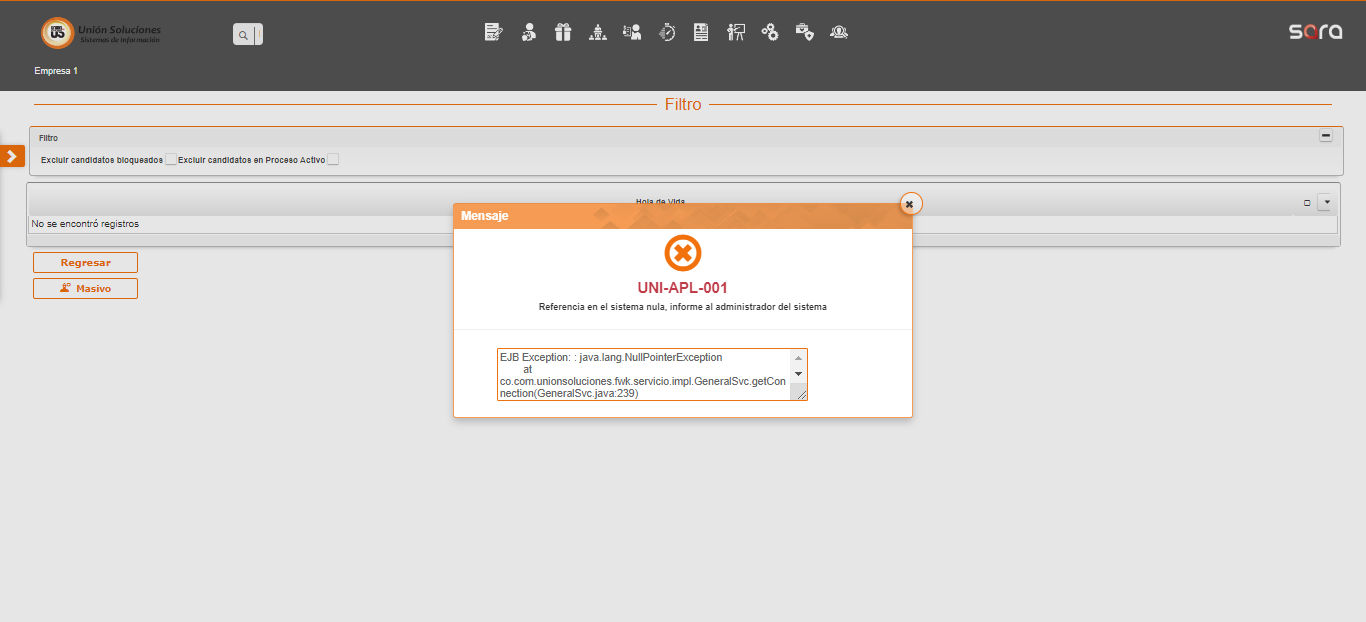 US
Unión Soluciones
Sistemas de Información
sora
Empresa 1
Filtro
Filtro
Excluir candidatos bloqueados Excluir candidatos en Proceso Activo
Hoja de Vida
No se encontró registros
Regresar
Masivo
Mensaje
UNI-APL-001
Referencia en el sistema nula, informe al administrador del sistema
EJB Exception: : java.lang.NullPointerException
at
co.com.unionsoluciones.fwk.servicio.impl.GeneralSvc.getCon
nection(GeneralSvc.java:239)